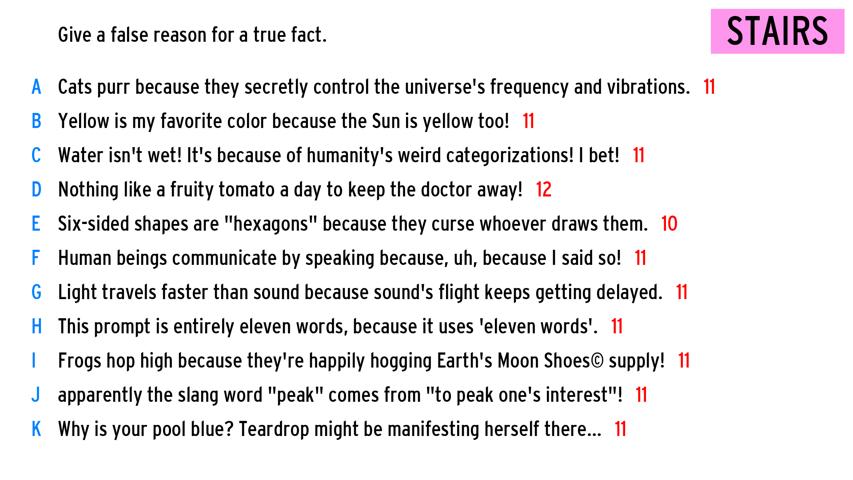 Give a false reason for a true fact.
STAIRS
A Cats purr because they secretly control the universe's frequency and vibrations. 11
B Yellow is my favorite color because the Sun is yellow too! 11
C Water isn't wet! It's because of humanity's weird categorizations! I bet! 11
D Nothing like a fruity tomato a day to keep the doctor away! 12
E Six-sided shapes are "hexagons" because they curse whoever draws them. 10
F Human beings communicate by speaking because, uh, because I said so! 11
G Light travels faster than sound because sound's flight keeps getting delayed. 11
H This prompt is entirely eleven words, because it uses 'eleven words'. 11
I Frogs hop high because they're happily hogging Earth's Moon Shoes© supply! 11
J apparently the slang word "peak" comes from "to peak one's interest"! 11
K Why is your pool blue? Teardrop might be manifesting herself there... 11